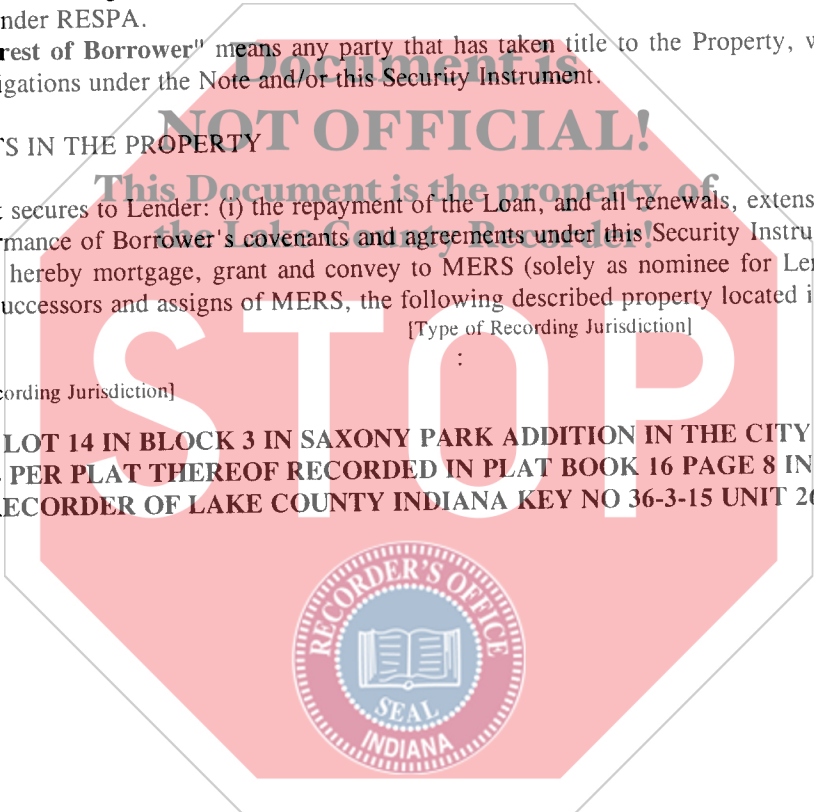 nder RESPA.
rest of Borrower" means any party that has taken title to the Property, w
igations under the Note and/or this Security Instrument.
Document is
NOT OFFICIAL!
This Document is the property of
the Lake County Recorder!
TS IN THE PROPERTY
t secures to Lender: (i) the repayment of the Loan, and all renewals, extens
rmance of Borrower's covenants and agreements under this Security Instru
hereby mortgage, grant and convey to MERS (solely as nominee for Len
uccessors and assigns of MERS, the following described property located i
[Type of Recording Jurisdiction]
:
cording Jurisdiction]
LOT 14 IN BLOCK 3 IN SAXONY PARK ADDITION IN THE CITY
PER PLAT THEREOF RECORDED IN PLAT BOOK 16 PAGE 8 IN
RECORDER OF LAKE COUNTY INDIANA KEY NO 36-3-15 UNIT 26
STOP
RECORDER'S OFFICE
SEAL
INDIANA